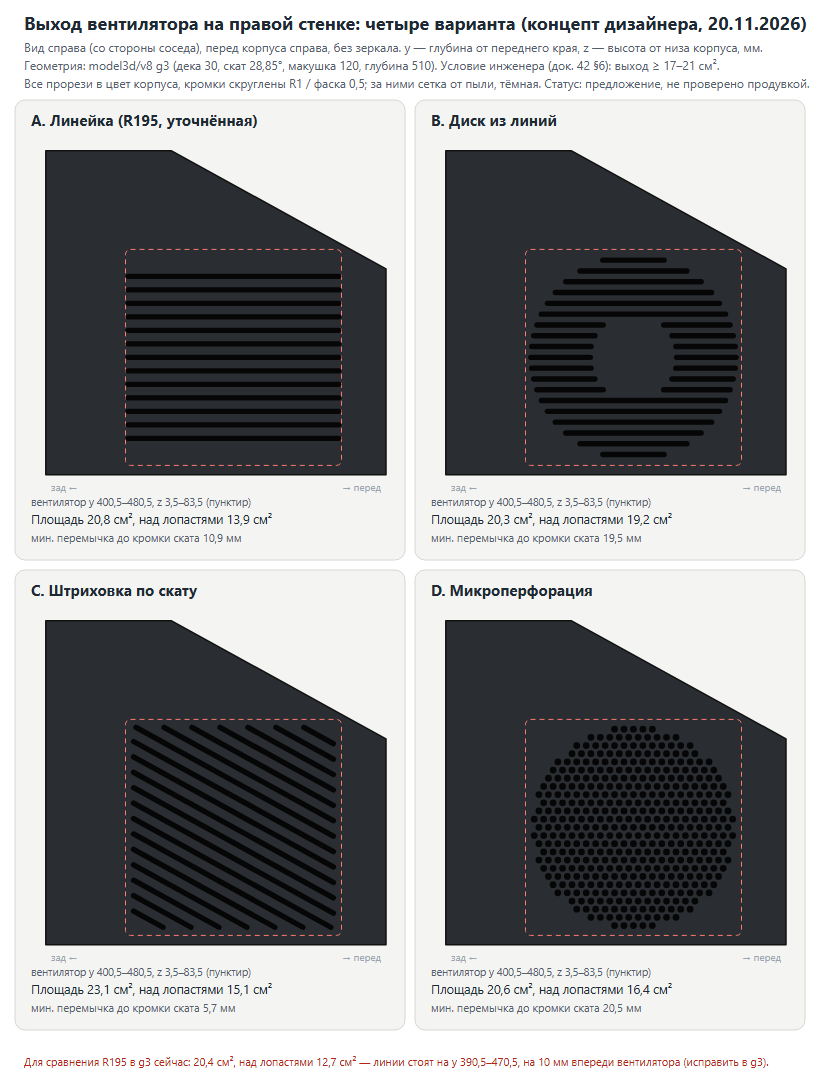 Выход вентилятора на правой стенке: четыре варианта (концепт дизайнера, 20.11.2026)
Вид справа (со стороны соседа), перед корпуса справа, без зеркала. y — глубина от переднего края, z — высота от низа корпуса, мм.
Геометрия: model3d/v8 g3 (дека 30, скат 28,85°, макушка 120, глубина 510). Условие инженера (док. 42 §6): выход ≥ 17–21 см².
Все прорези в цвет корпуса, кромки скруглены R1 / фаска 0,5; за ними сетка от пыли, тёмная. Статус: предложение, не проверено продувкой.
A. Линейка (R195, уточнённая)
зад ←
→ перед
вентилятор y 400,5–480,5, z 3,5–83,5 (пунктир)
Площадь 20,8 см², над лопастями 13,9 см²
мин. перемычка до кромки ската 10,9 мм
B. Диск из линий
зад ←
→ перед
вентилятор y 400,5–480,5, z 3,5–83,5 (пунктир)
Площадь 20,3 см², над лопастями 19,2 см²
мин. перемычка до кромки ската 19,5 мм
C. Штриховка по скату
зад ←
→ перед
вентилятор y 400,5–480,5, z 3,5–83,5 (пунктир)
Площадь 23,1 см², над лопастями 15,1 см²
мин. перемычка до кромки ската 5,7 мм
D. Микроперфорация
зад ←
→ перед
вентилятор y 400,5–480,5, z 3,5–83,5 (пунктир)
Площадь 20,6 см², над лопастями 16,4 см²
мин. перемычка до кромки ската 20,5 мм
Для сравнения R195 в g3 сейчас: 20,4 см², над лопастями 12,7 см² — линии стоят на y 390,5–470,5, на 10 мм впереди вентилятора (исправить в g3).